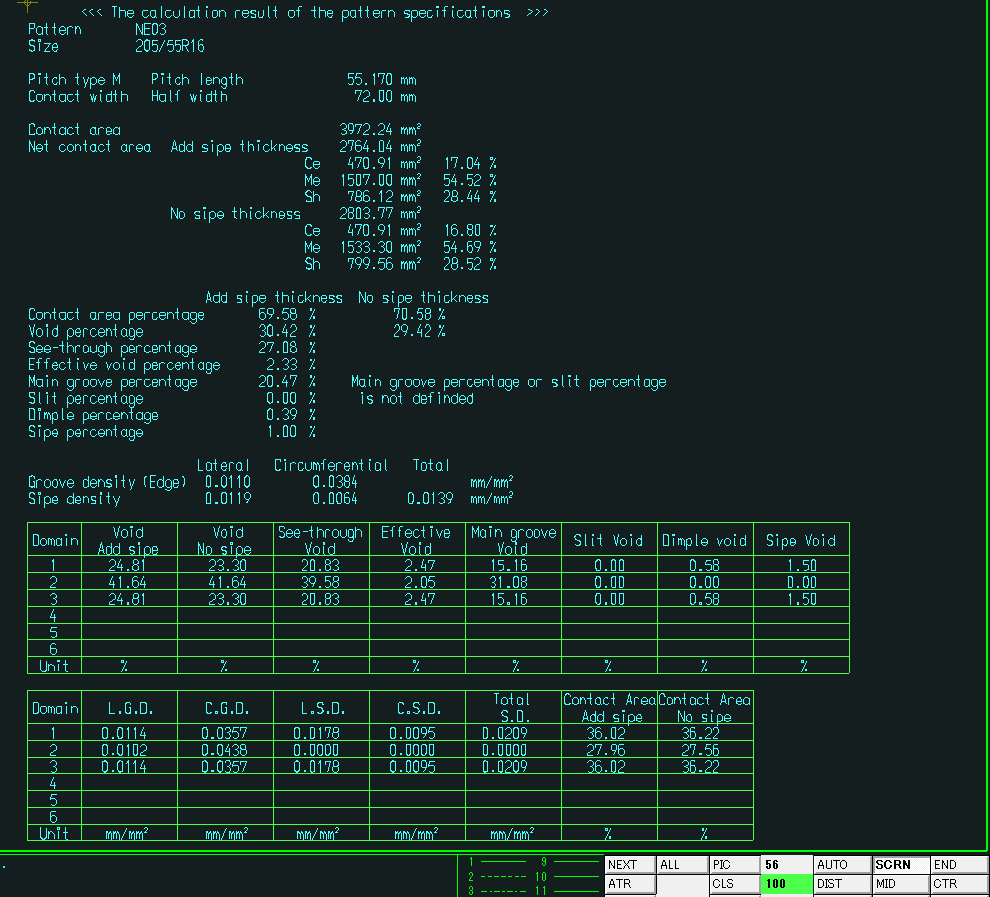 <<< The calculation result of the pattern specifications >>>
Pattern NE03
Size 205/55R16
Pitch type M Pitch length 55.170 mm
Contact width Half width 72.00 mm
Contact area 3972.24 mm²
Net contact area Add sipe thickness 2764.04 mm²
Ce 470.91 mm² 17.04 %
Me 1507.00 mm² 54.52 %
Sh 786.12 mm² 28.44 %
No sipe thickness 2803.77 mm²
Ce 470.91 mm² 16.80 %
Me 1533.30 mm² 54.69 %
Sh 799.56 mm² 28.52 %
Add sipe thickness No sipe thickness
Contact area percentage 69.58 % 70.58 %
Void percentage 30.42 % 29.42 %
See-through percentage 27.08 %
Effective void percentage 2.33 %
Main groove percentage 20.47 % Main groove percentage or slit percentage
Slit percentage 0.00 % is not definded
Dimple percentage 0.39 %
Sipe percentage 1.00 %
Lateral Circumferential Total
Groove density (Edge) 0.0110 0.0384 mm/mm²
Sipe density 0.0119 0.0064 0.0139 mm/mm²
Domain Void Add sipe Void No sipe See-through Void Effective Void Main groove Void Slit Void Dimple void Sipe Void
1 24.81 23.30 20.83 2.47 15.16 0.00 0.58 1.50
2 41.64 41.64 39.58 2.05 31.08 0.00 0.00 0.00
3 24.81 23.30 20.83 2.47 15.16 0.00 0.58 1.50
4
5
6
Unit % % % % % % % %
Domain L.G.D. C.G.D. L.S.D. C.S.D. Total S.D. Contact Area Add sipe Contact Area No sipe
1 0.0114 0.0357 0.0178 0.0095 0.0209 36.02 36.22
2 0.0102 0.0438 0.0000 0.0000 0.0000 27.96 27.56
3 0.0114 0.0357 0.0178 0.0095 0.0209 36.02 36.22
4
5
6
Unit mm/mm² mm/mm² mm/mm² mm/mm² mm/mm² % %
1 9 NEXT ALL PIC 56 AUTO SCRN END
2 10 ATR CLS 100 DIST MID CTR
3 11